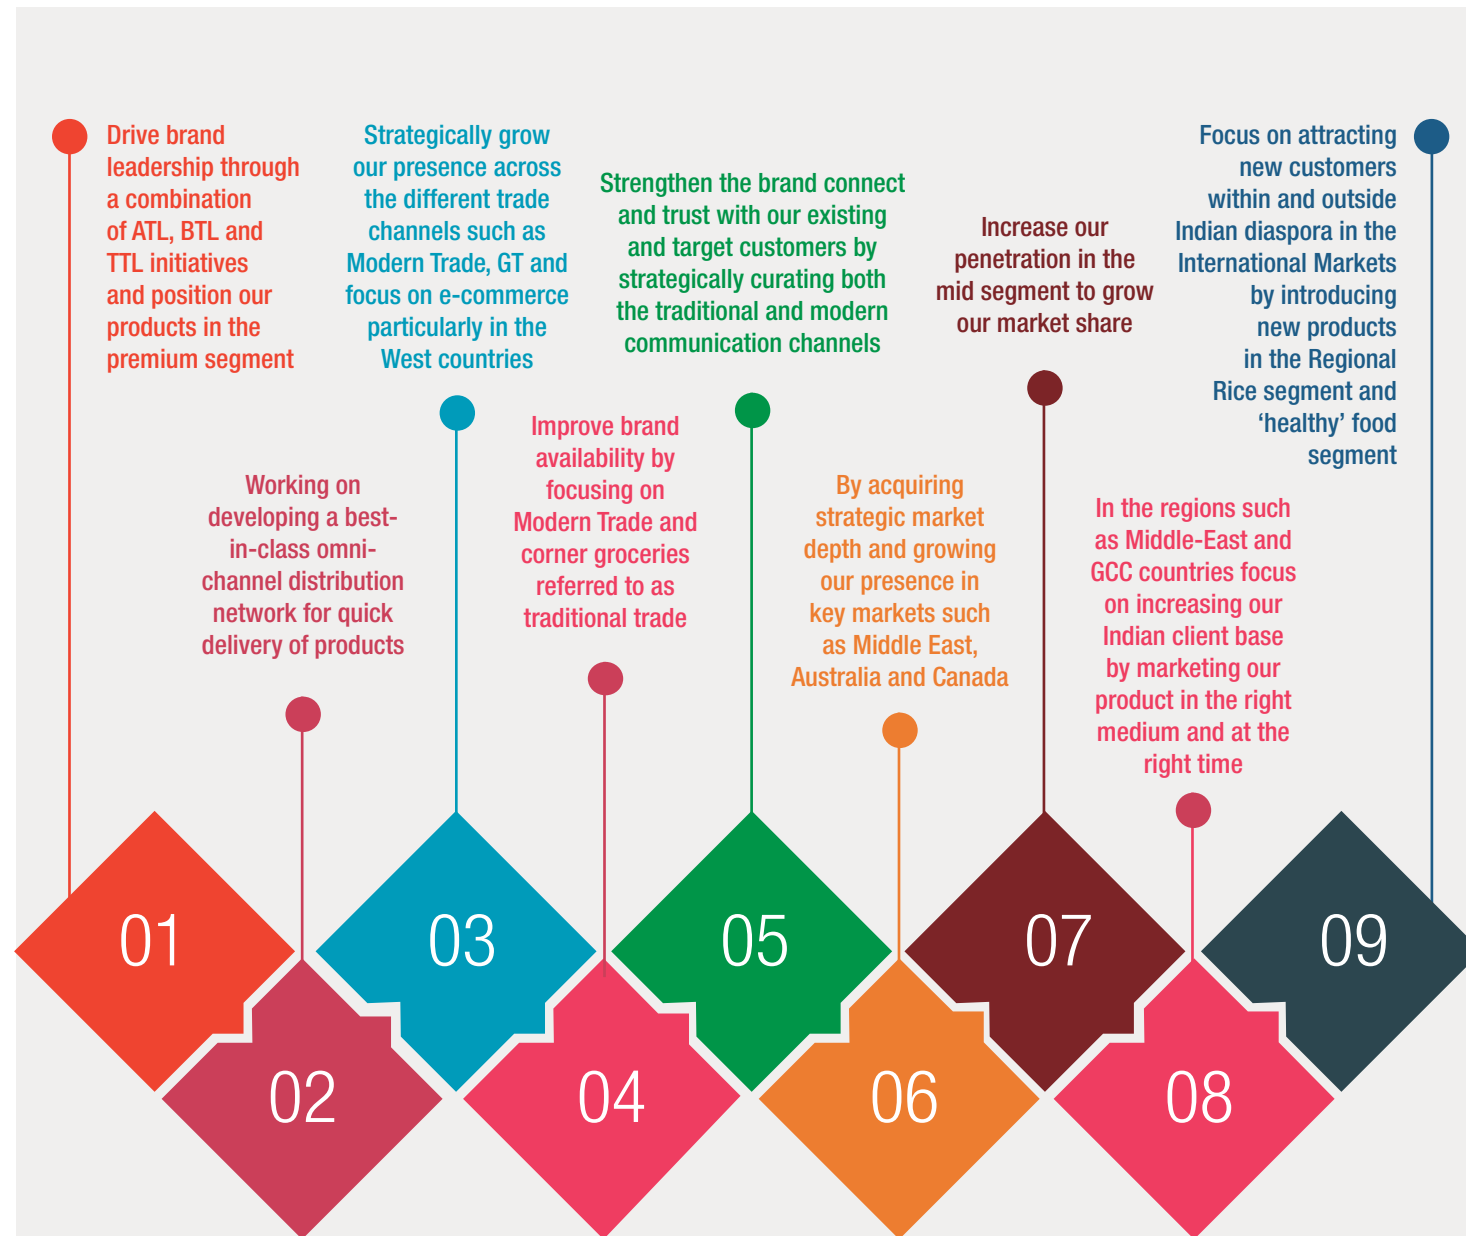 Drive brand
leadership through
a combination
of ATL, BTL and
TTL initiatives
and position our
products in the
premium segment
01
Working on
developing a best-
in-class omni-
channel distribution
network for quick
delivery of products
02
Strategically grow
our presence across
the different trade
channels such as
Modern Trade, GT and
focus on e-commerce
particularly in the
West countries
03
Improve brand
availability by
focusing on
Modern Trade and
corner groceries
referred to as
traditional trade
04
Strengthen the brand connect
and trust with our existing
and target customers by
strategically curating both
the traditional and modern
communication channels
05
By acquiring
strategic market
depth and growing
our presence in
key markets such
as Middle East,
Australia and Canada
06
Increase our
penetration in the
mid segment to grow
our market share
07
In the regions such
as Middle-East and
GCC countries focus
on increasing our
Indian client base
by marketing our
product in the right
medium and at the
right time
08
Focus on attracting
new customers
within and outside
Indian diaspora in the
International Markets
by introducing
new products
in the Regional
Rice segment and
‘healthy’ food
segment
09